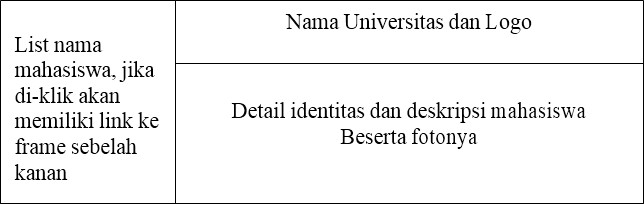 List nama
mahasiswa, jika
di-klik akan
memiliki link ke
frame sebelah
kanan
Nama Universitas dan Logo
Detail identitas dan deskripsi mahasiswa
Beserta fotonya